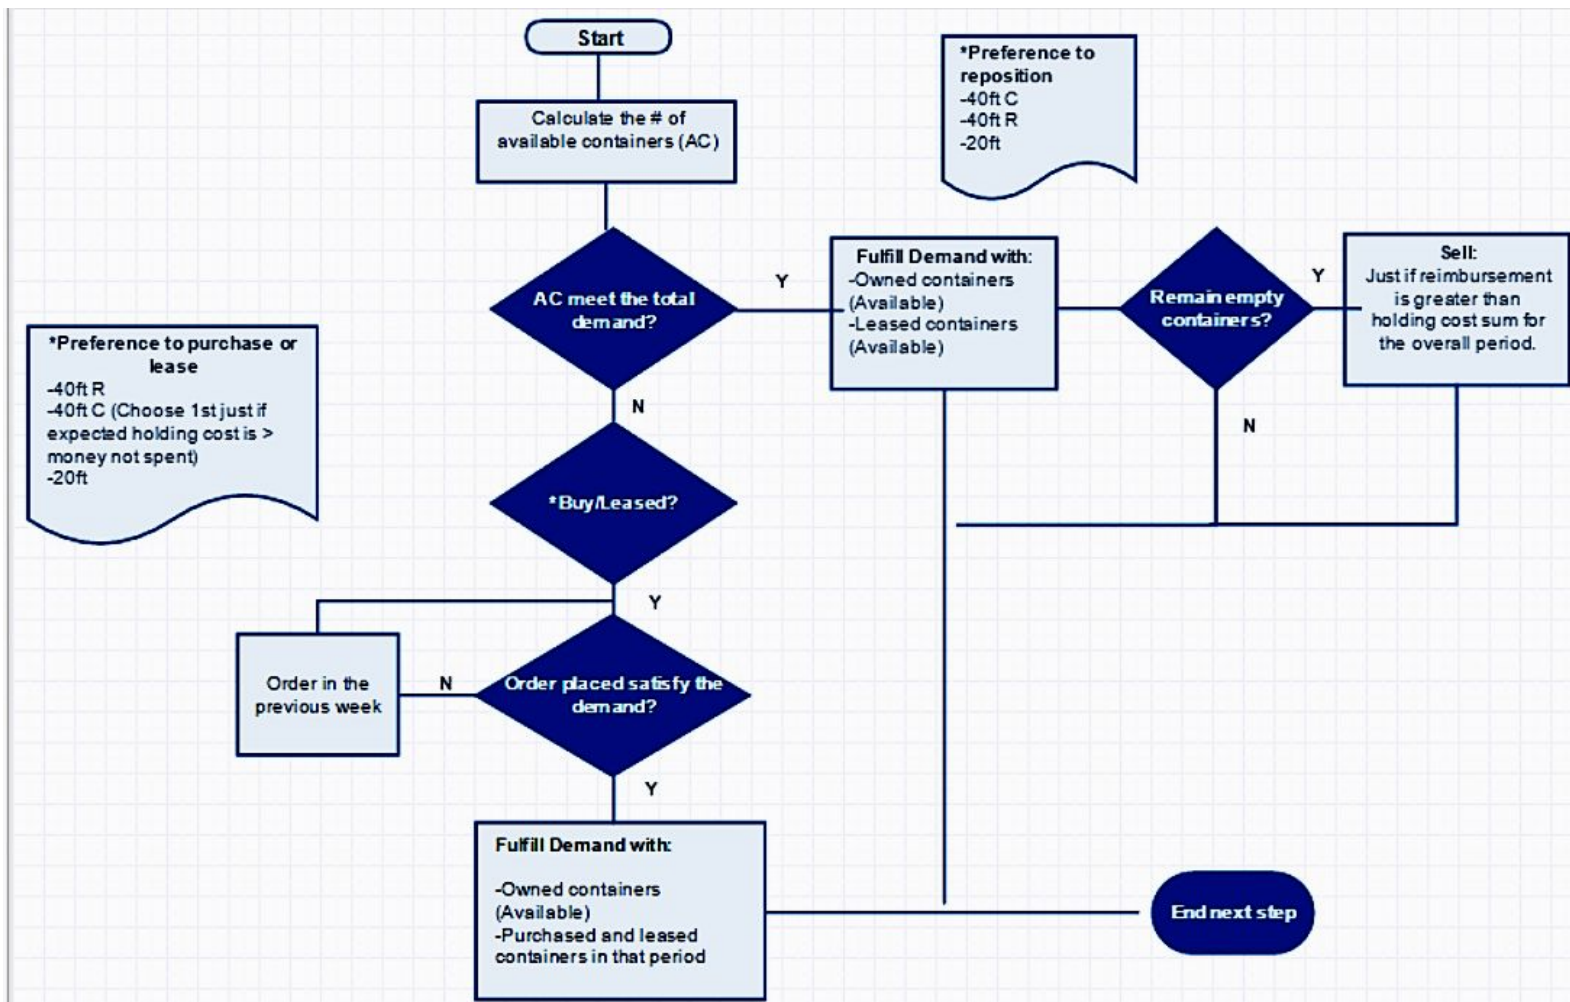 Start
*Preference to
reposition
-40ft C
-40ft R
-20ft
Calculate the # of
available containers (AC)
AC meet the total
demand?
Y
Fulfill Demand with:
-Owned containers
(Available)
-Leased containers
(Available)
Remain empty
containers?
Y
Sell:
Just if reimbursement
is greater than
holding cost sum for
the overall period.
*Preference to purchase or
lease
-40ft R
-40ft C (Choose 1st just if
expected holding cost is >
money not spent)
-20ft
N
N
*Buy/Leased?
Y
Order in the
previous week
N
Order placed satisfy the
demand?
Y
Fulfill Demand with:
-Owned containers
(Available)
-Purchased and leased
containers in that period
End next step